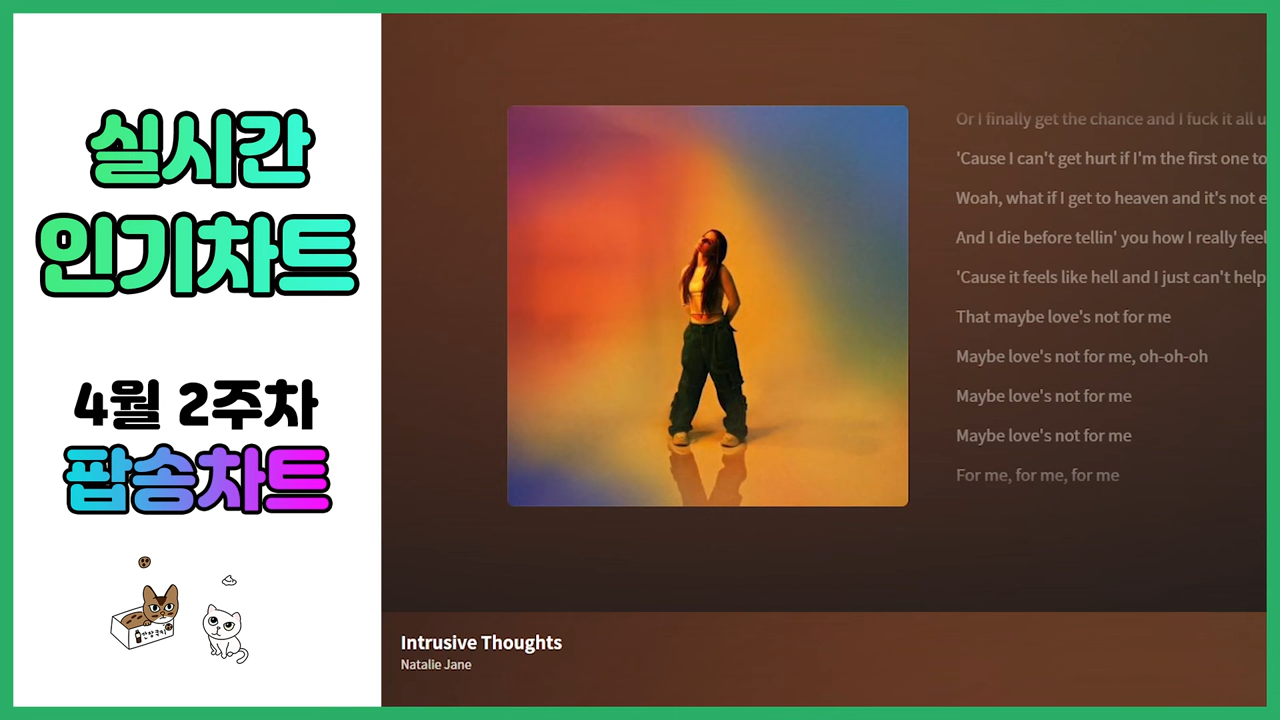 실시간
인기차트
4월 2주차
팝송차트
Or I finally get the chance and I fuck it all u
'Cause I can't get hurt if I'm the first one to
Woah, what if I get to heaven and it's not e
And I die before tellin' you how I really feel
'Cause it feels like hell and I just can't help
That maybe love's not for me
Maybe love's not for me, oh-oh-oh
Maybe love's not for me
Maybe love's not for me
For me, for me, for me
Intrusive Thoughts
Natalie Jane